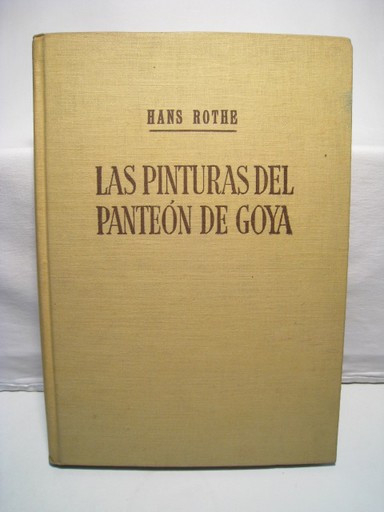 HANS ROTHE
LAS PINTURAS DEL
PANTEÓN DE GOYA